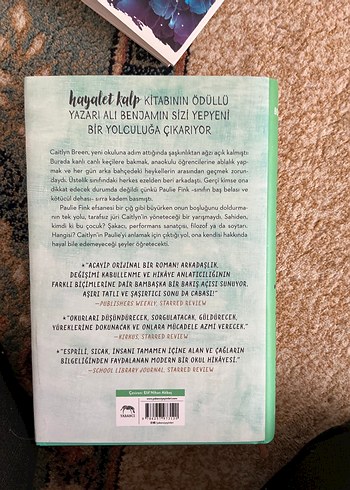 hayalet kalp KİTABININ ÖDÜLLÜ
YAZARI ALİ BENJAMIN SİZİ YEPYENİ
BİR YOLCULUĞA ÇIKARIYOR
Caitlyn Breen, yeni okuluna adım attığında şaşkınlıktan ağzı açık kalmıştı:
Burada kanlı canlı keçilere bakmak, anaokulu öğrencilerine ablalık yap-
mak ve her gün arka bahçedeki heykellerin arasından geçmek zorun-
daydı. Üstelik sınıfındaki herkes ezelden beri arkadaştı. Gerçi kimse ona
dikkat edecek durumda değildi çünkü Paulie Fink -sınıfın baş belası ve
kötücül dehası- sırra kadem basmıştı.
Paulie Fink efsanesi bir çığ gibi büyürken onun boşluğunu doldurma-
nın tek yolu, tarafsız jüri Caitlyn'in yöneteceği bir yarışmaydı. Sahiden,
kimdi ki bu çocuk? Şakacı, performans sanatçısı, filozof ya da soytarı.
Hangisi? Caitlyn'in Paulie'yi anlamak için çıktığı yol, ona kendisi hakkında
hayal bile edemeyeceği şeyler öğretecekti.
★"ACAYİP ORİJİNAL BİR ROMAN! ARKADAŞLIK,
DEĞİŞİMİ KABULLENME VE HİKÂYE ANLATICILIĞININ
FARKLI BİÇİMLERİNE DAİR BAMBAŞKA BİR BAKIŞ AÇISI SUNUYOR,
AŞIRI TATLI VE ŞAŞIRTICI SONU DA CABASI!"
—PUBLISHERS WEEKLY, STARRED REVIEW
★"OKURLARI DÜŞÜNDÜRECEK, SORGULATACAK, GÜLDÜRECEK,
YÜREKLERİNE DOKUNACAK VE ONLARA MÜCADELE AZMİ VERECEK."
—KIRKUS, STARRED REVIEW
★"ESPRİLİ, SICAK, İNSANI TAMAMEN İÇİNE ALAN VE ÇAĞLARIN
BİLGELİĞİNDEN FAYDALANAN MODERN BİR OKUL HİKÂYESİ."
—SCHOOL LIBRARY JOURNAL, STARRED REVIEW
Çeviren: Elif Nihan Akbaş
YABANCI